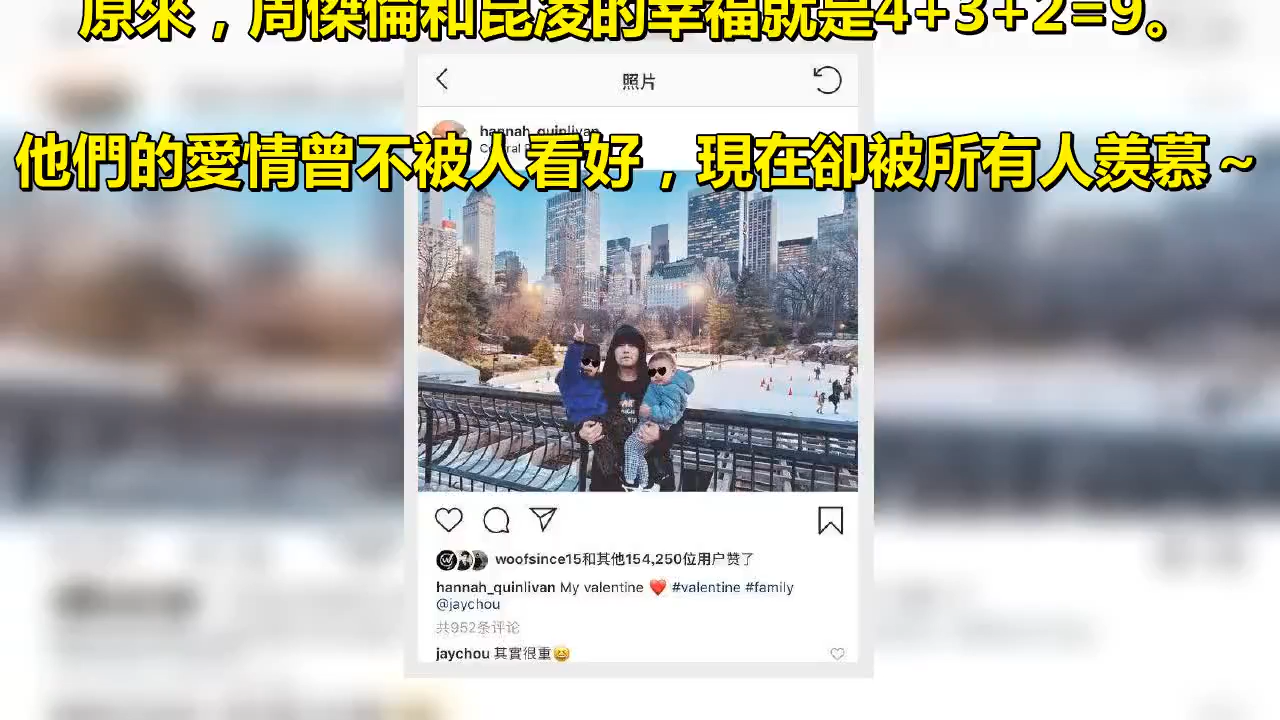 原來，周傑倫和昆凌的幸福就是4+3+2=9。
照片
hannah_quinlivan
他們的愛情曾不被人看好，現在卻被所有人羨慕～
woofsince15和其他154,250位用户赞了
hannah_quinlivan My valentine ❤️ #valentine #family
@jaychou
共952条评论
jaychou 其實很重😆